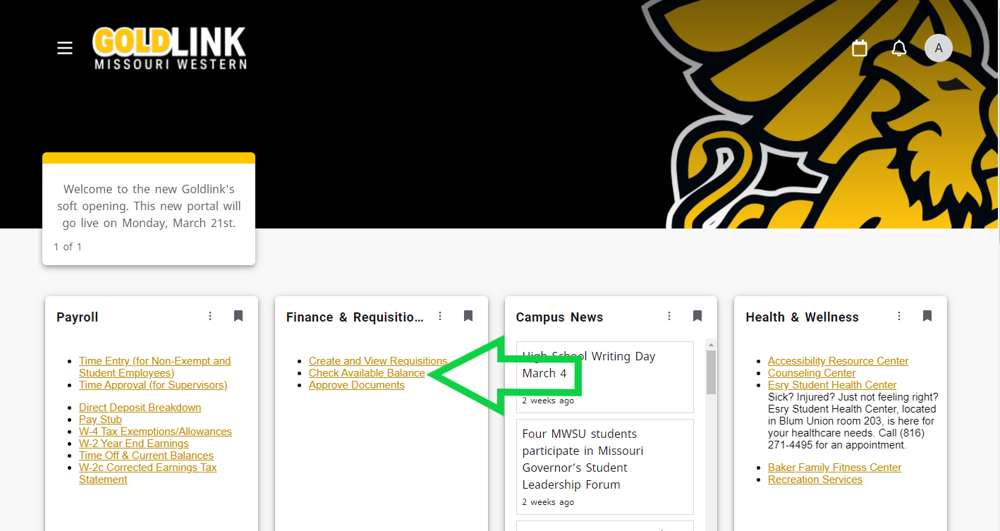 GOLDLINK
MISSOURI WESTERN
A
Welcome to the new Goldlink's
soft opening. This new portal will
go live on Monday, March 21st.
1 of 1
Payroll
Time Entry (for Non-Exempt and
Student Employees)
Time Approval (for Supervisors)
Direct Deposit Breakdown
Pay Stub
W-4 Tax Exemptions/Allowances
W-2 Year End Earnings
Time Off & Current Balances
W-2c Corrected Earnings Tax
Statement
Finance & Requisitio...
Create and View Requisitions
Check Available Balance
Approve Documents
Campus News
High School Writing Day
March 4
2 weeks ago
Four MWSU students
participate in Missouri
Governor's Student
Leadership Forum
2 weeks ago
Health & Wellness
Accessibility Resource Center
Counseling Center
Esry Student Health Center
Sick? Injured? Just not feeling right?
Esry Student Health Center, located
in Blum Union room 203, is here for
your healthcare needs. Call (816)
271-4495 for an appointment.
Baker Family Fitness Center
Recreation Services